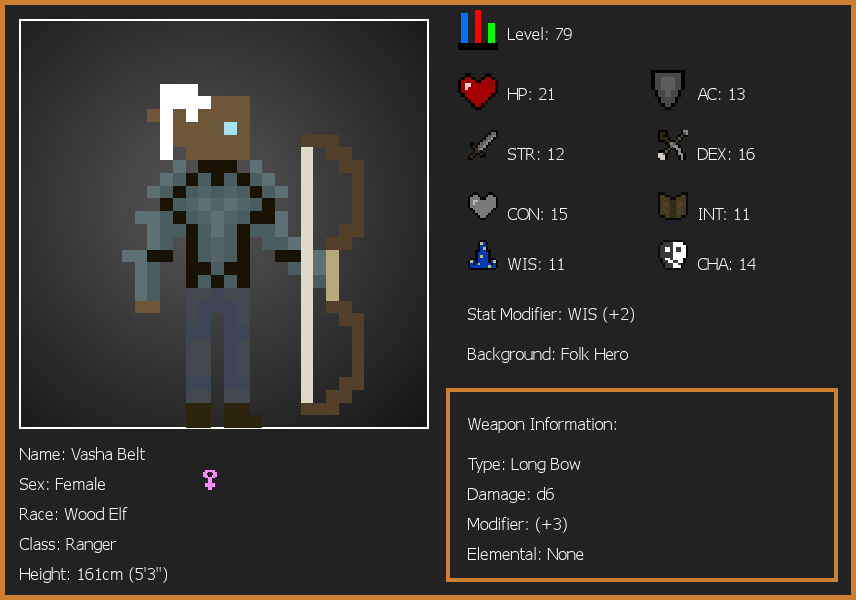 Level: 79
HP: 21
AC: 13
STR: 12
DEX: 16
CON: 15
INT: 11
WIS: 11
CHA: 14
Stat Modifier: WIS (+2)
Background: Folk Hero
Weapon Information:
Type: Long Bow
Damage: d6
Modifier: (+3)
Elemental: None
Name: Vasha Belt
Sex: Female
Race: Wood Elf
Class: Ranger
Height: 161cm (5'3")